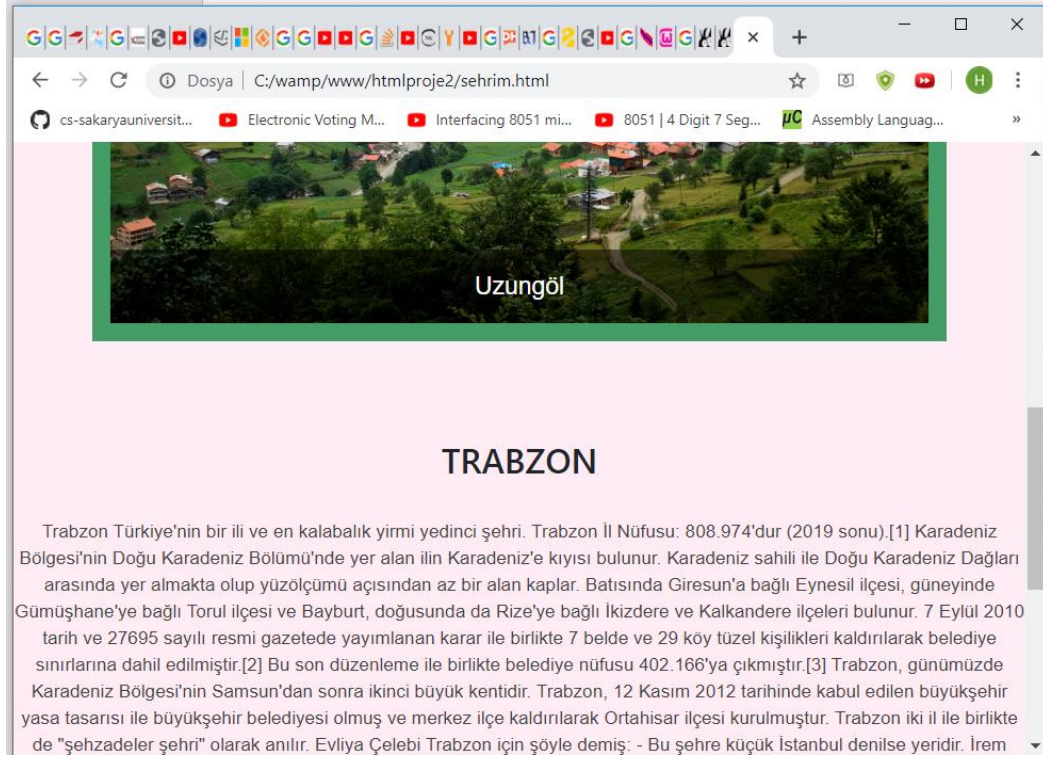 Dosya | C:/wamp/www/htmlproje2/sehrim.html
H
cs-sakaryauniversit... Electronic Voting M... Interfacing 8051 mi... 8051 | 4 Digit 7 Seg... µC Assembly Languag... »
Uzungöl
TRABZON
Trabzon Türkiye'nin bir ili ve en kalabalık yirmi yedinci şehri. Trabzon İl Nüfusu: 808.974'dur (2019 sonu).[1] Karadeniz
Bölgesi'nin Doğu Karadeniz Bölümü'nde yer alan ilin Karadeniz'e kıyısı bulunur. Karadeniz sahili ile Doğu Karadeniz Dağları
arasında yer almakta olup yüzölçümü açısından az bir alan kaplar. Batısında Giresun'a bağlı Eynesil ilçesi, güneyinde
Gümüşhane'ye bağlı Torul ilçesi ve Bayburt, doğusunda da Rize'ye bağlı İkizdere ve Kalkandere ilçeleri bulunur. 7 Eylül 2010
tarih ve 27695 sayılı resmi gazetede yayımlanan karar ile birlikte 7 belde ve 29 köy tüzel kişilikleri kaldırılarak belediye
sınırlarına dahil edilmiştir.[2] Bu son düzenleme ile birlikte belediye nüfusu 402.166'ya çıkmıştır.[3] Trabzon, günümüzde
Karadeniz Bölgesi'nin Samsun'dan sonra ikinci büyük kentidir. Trabzon, 12 Kasım 2012 tarihinde kabul edilen büyükşehir
yasa tasarısı ile büyükşehir belediyesi olmuş ve merkez ilçe kaldırılarak Ortahisar ilçesi kurulmuştur. Trabzon iki il ile birlikte
de "şehzadeler şehri" olarak anılır. Evliya Çelebi Trabzon için şöyle demiş: - Bu şehre küçük İstanbul denilse yeridir. İrem